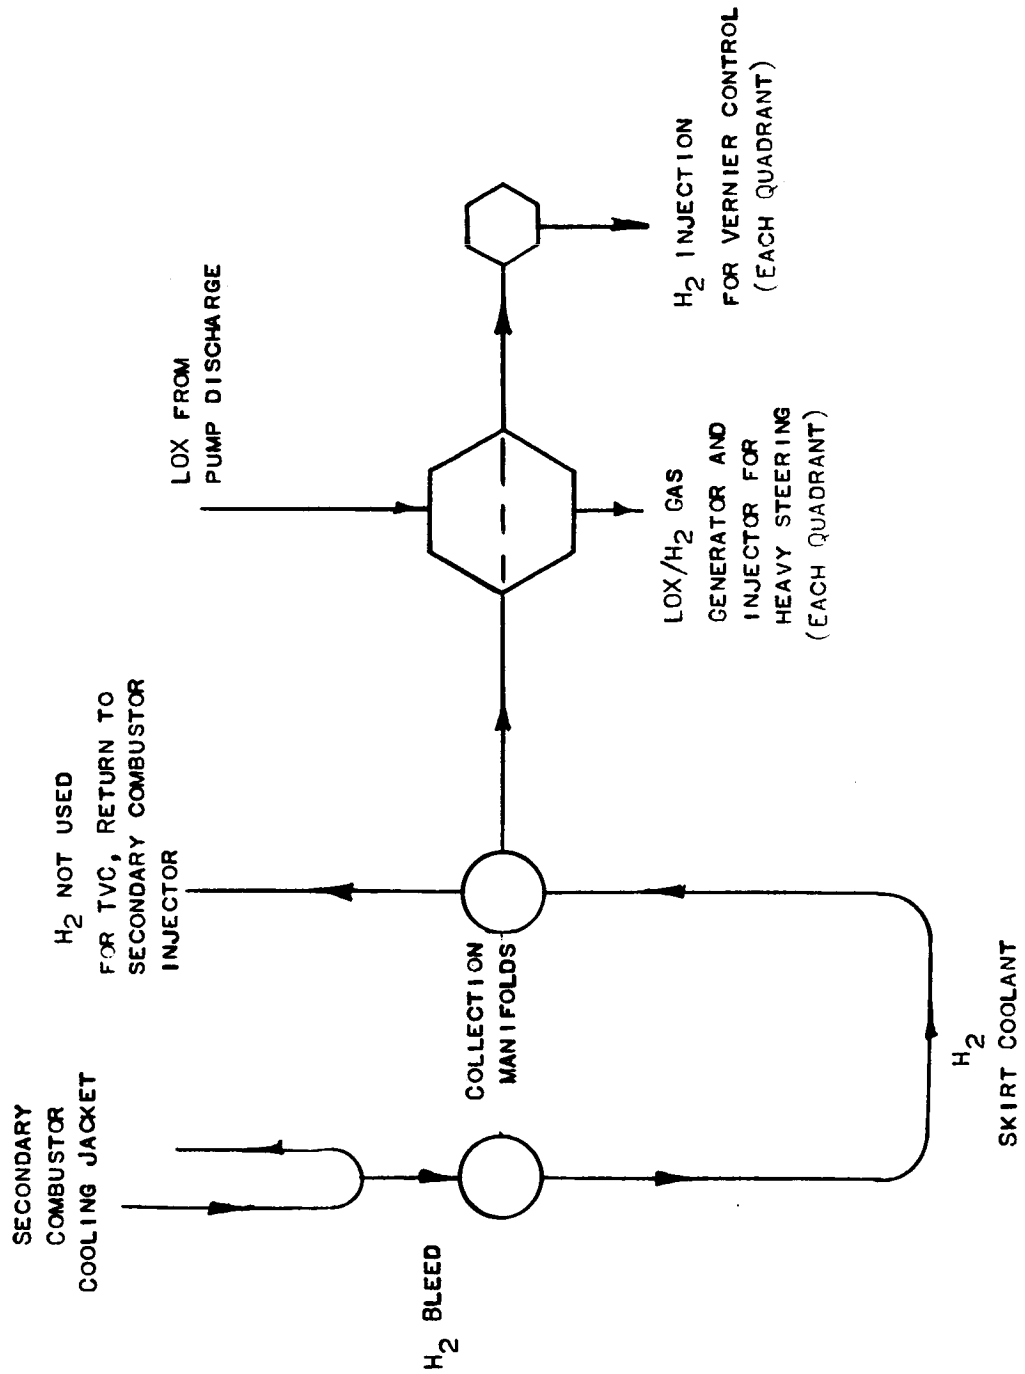 SECONDARY
COMBUSTOR
COOLING JACKET
H2 BLEED
COLLECTION
MANIFOLDS
H2
SKIRT COOLANT
H2 NOT USED
FOR TVC, RETURN TO
SECONDARY COMBUSTOR
INJECTOR
LOX FROM
PUMP DISCHARGE
LOX/H2 GAS
GENERATOR AND
INJECTOR FOR
HEAVY STEERING
(EACH QUADRANT)
H2 INJECTION
FOR VERNIER CONTROL
(EACH QUADRANT)